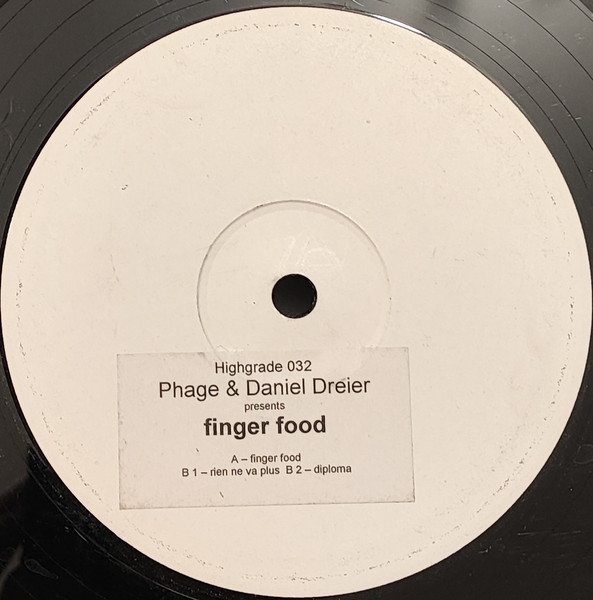 Highgrade 032
Phage & Daniel Dreier
presents
finger food
A – finger food
B 1 – rien ne va plus B 2 – diploma